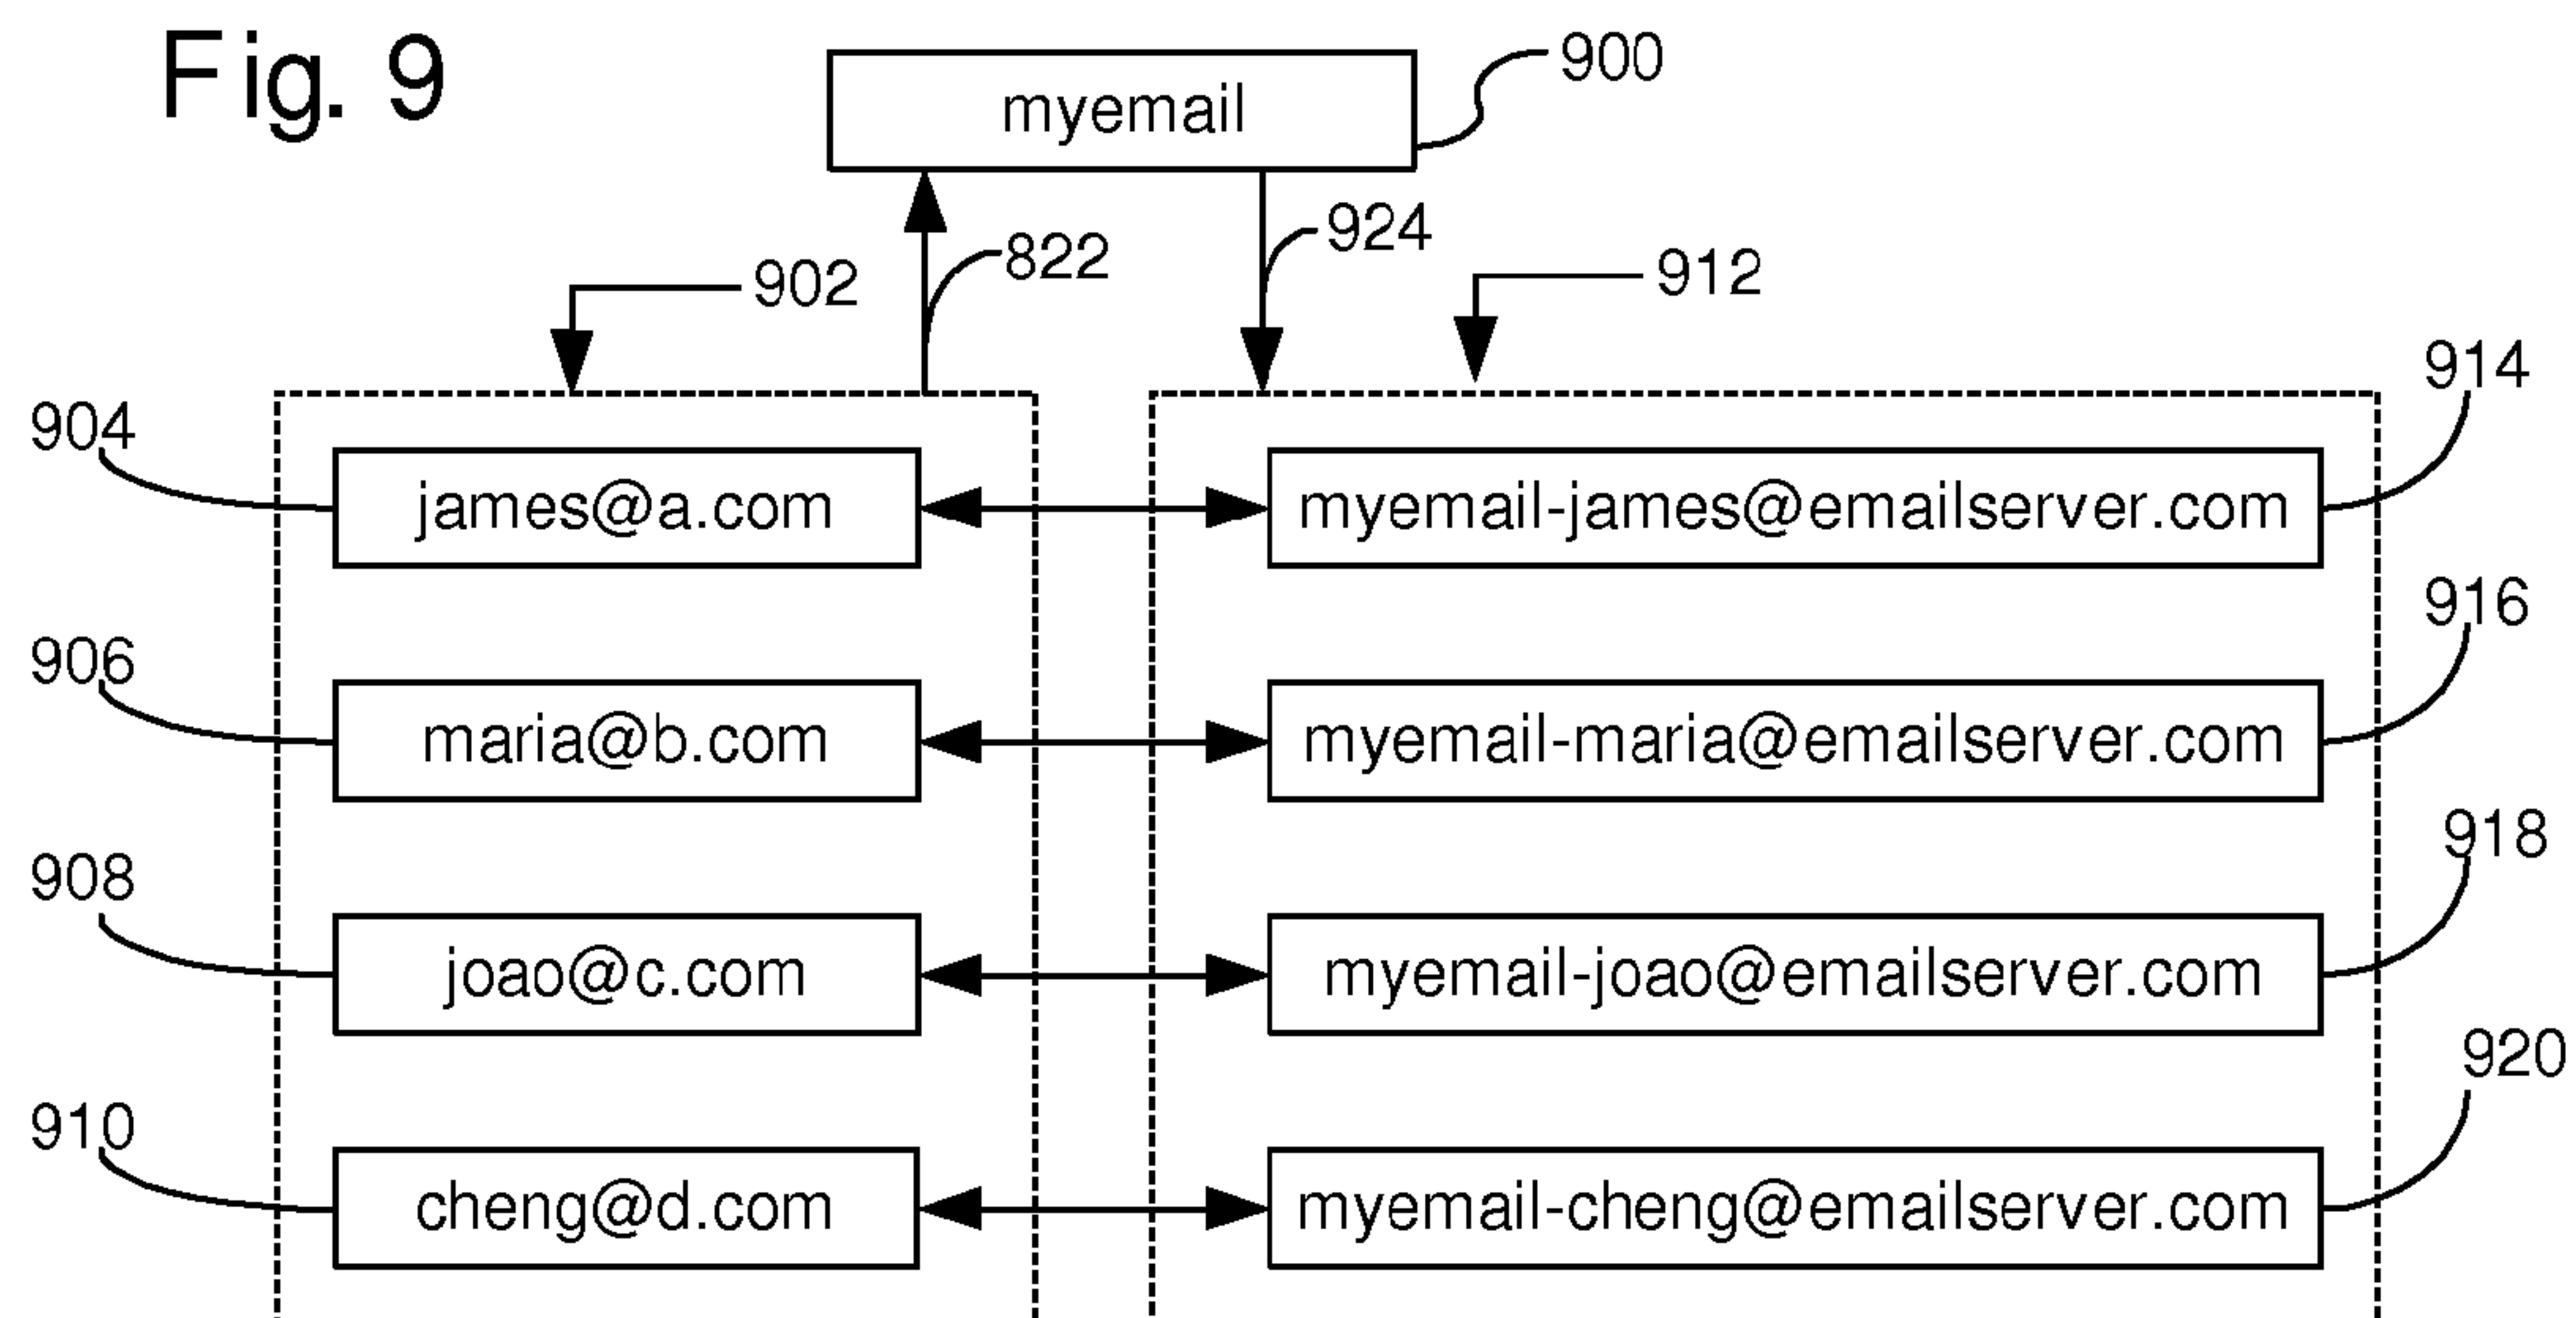 Fig. 9
myemail
900
822
924
902
912
904
james@a.com
myemail-james@emailserver.com
914
906
maria@b.com
myemail-maria@emailserver.com
916
908
joao@c.com
myemail-joao@emailserver.com
918
910
cheng@d.com
myemail-cheng@emailserver.com
920